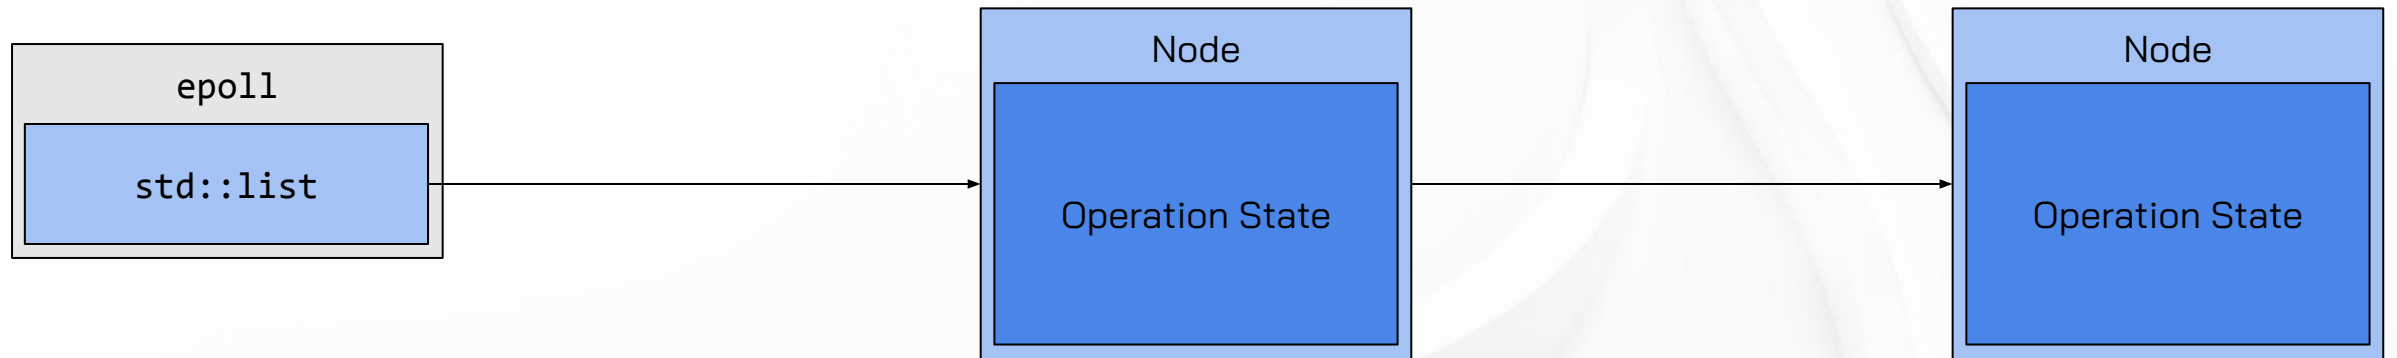 epoll
std::list
Node
Operation State
Node
Operation State